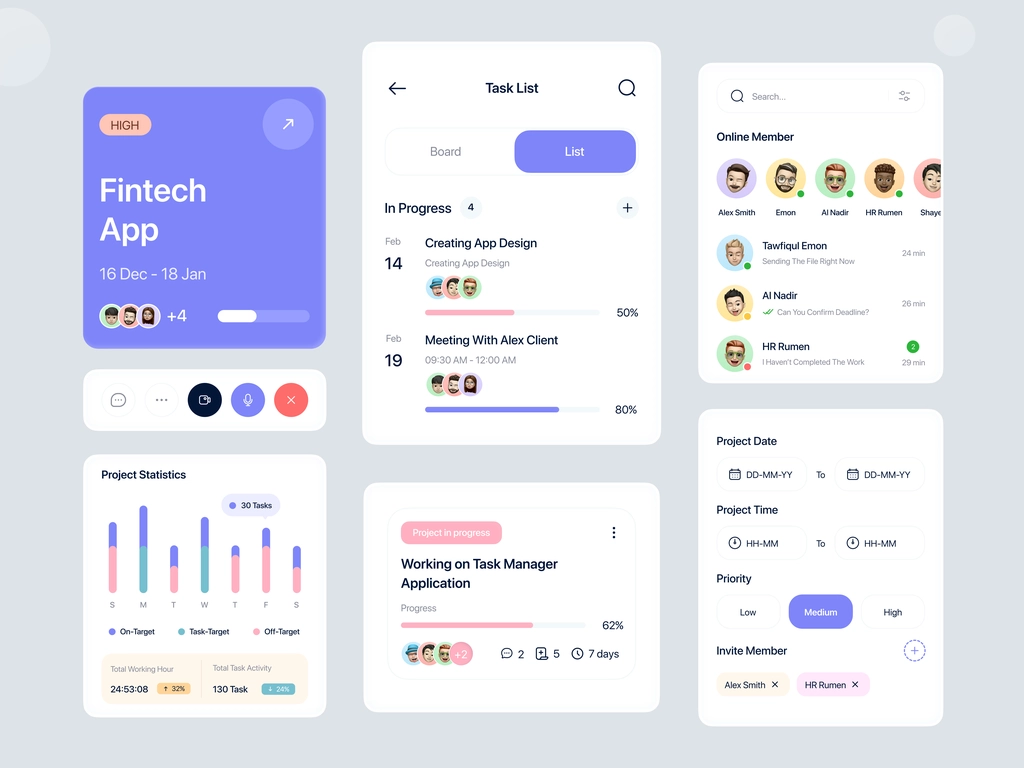 HIGH
Fintech
App
16 Dec - 18 Jan
+4
Project Statistics
30 Tasks
S M T W T F S
On-Target Task-Target Off-Target
Total Working Hour Total Task Activity
24:53:08 ↑ 32% 130 Task ↓ 24%
Task List
Board List
In Progress 4 +
Feb Creating App Design
14 Creating App Design
50%
Feb Meeting With Alex Client
19 09:30 AM - 12:00 AM
80%
Project in progress
Working on Task Manager
Application
Progress
62%
+2 2 5 7 days
Search...
Online Member
Alex Smith Emon Al Nadir HR Rumen Shaye
Tawfiqul Emon
Sending The File Right Now 24 min
Al Nadir
Can You Confirm Deadline? 26 min
HR Rumen 2
I Haven't Completed The Work 29 min
Project Date
DD-MM-YY To DD-MM-YY
Project Time
HH-MM To HH-MM
Priority
Low Medium High
Invite Member +
Alex Smith × HR Rumen ×